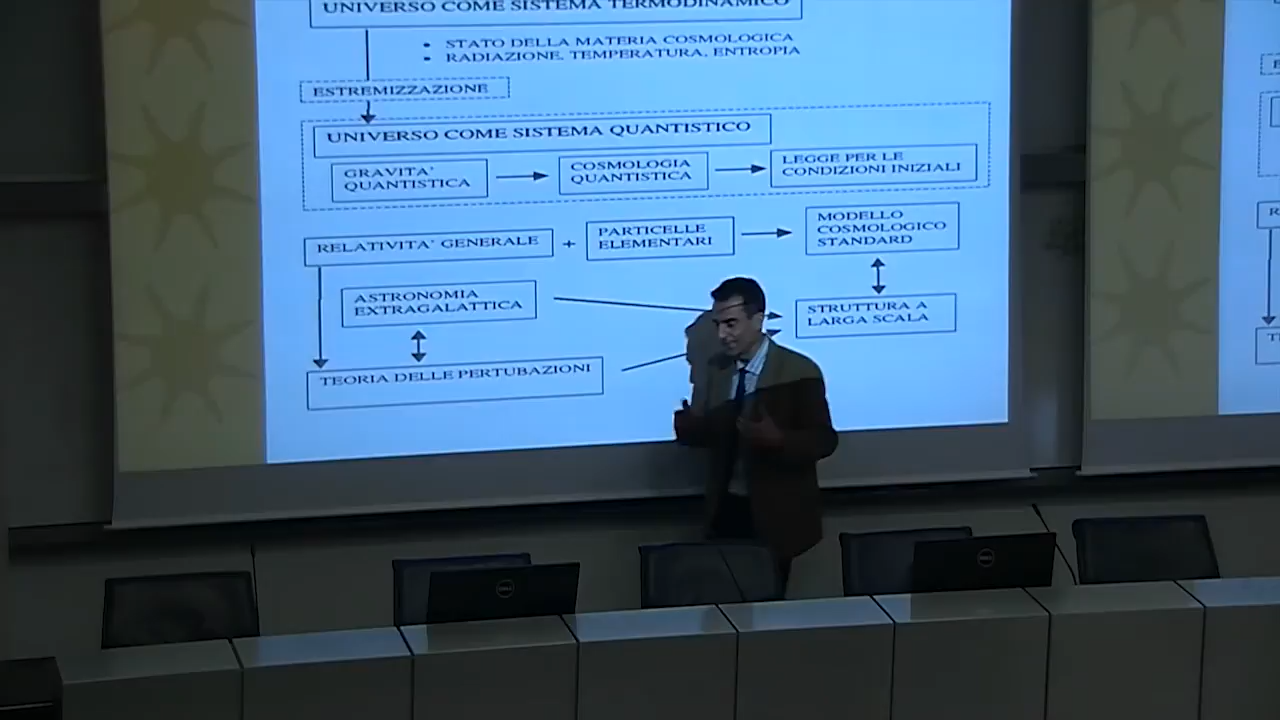 UNIVERSO COME SISTEMA TERMODINAMICO
• STATO DELLA MATERIA COSMOLOGICA
• RADIAZIONE, TEMPERATURA, ENTROPIA
ESTREMIZZAZIONE
UNIVERSO COME SISTEMA QUANTISTICO
GRAVITA'
QUANTISTICA
COSMOLOGIA
QUANTISTICA
LEGGE PER LE
CONDIZIONI INIZIALI
RELATIVITA' GENERALE
+
PARTICELLE
ELEMENTARI
MODELLO
COSMOLOGICO
STANDARD
ASTRONOMIA
EXTRAGALATTICA
STRUTTURA A
LARGA SCALA
TEORIA DELLE PERTUBAZIONI
DELL
DELL